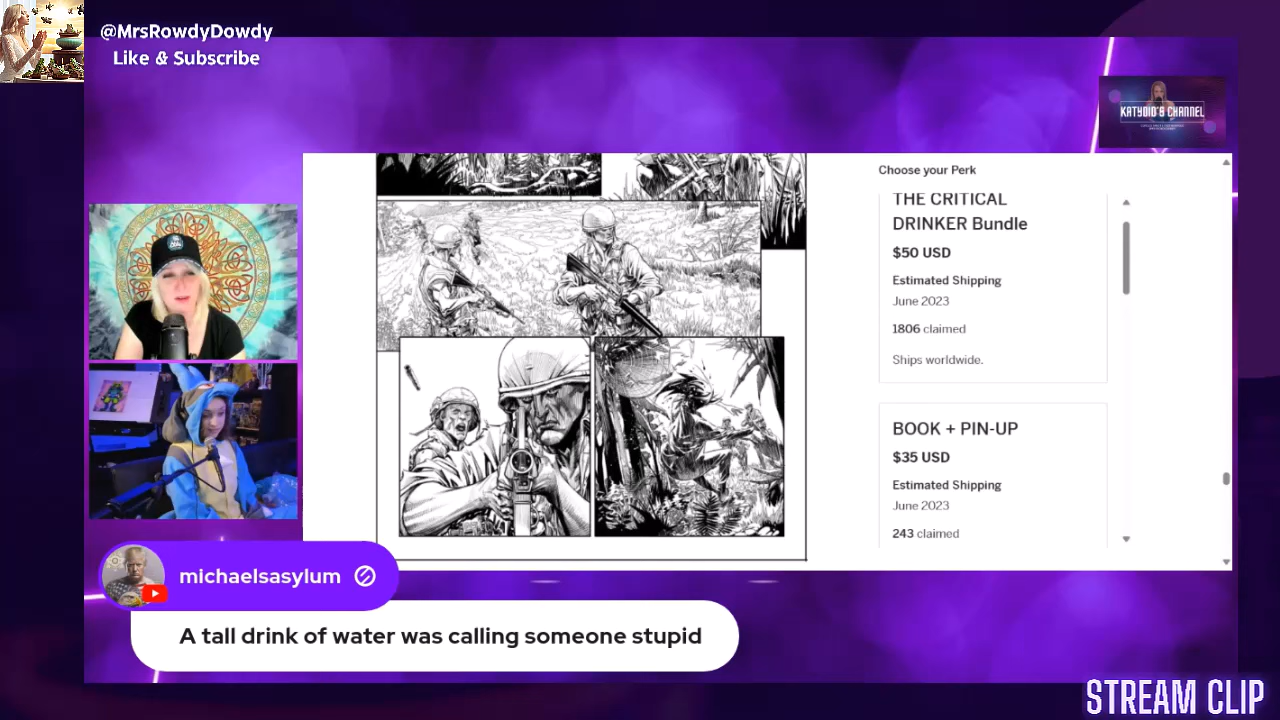 @MrsRowdyDowdy
Like & Subscribe
KATYDID'S CHANNEL
Choose your Perk
THE CRITICAL
DRINKER Bundle
$50 USD
Estimated Shipping
June 2023
1806 claimed
Ships worldwide.
BOOK + PIN-UP
$35 USD
Estimated Shipping
June 2023
243 claimed
michaelsasylum
A tall drink of water was calling someone stupid
STREAM CLIP